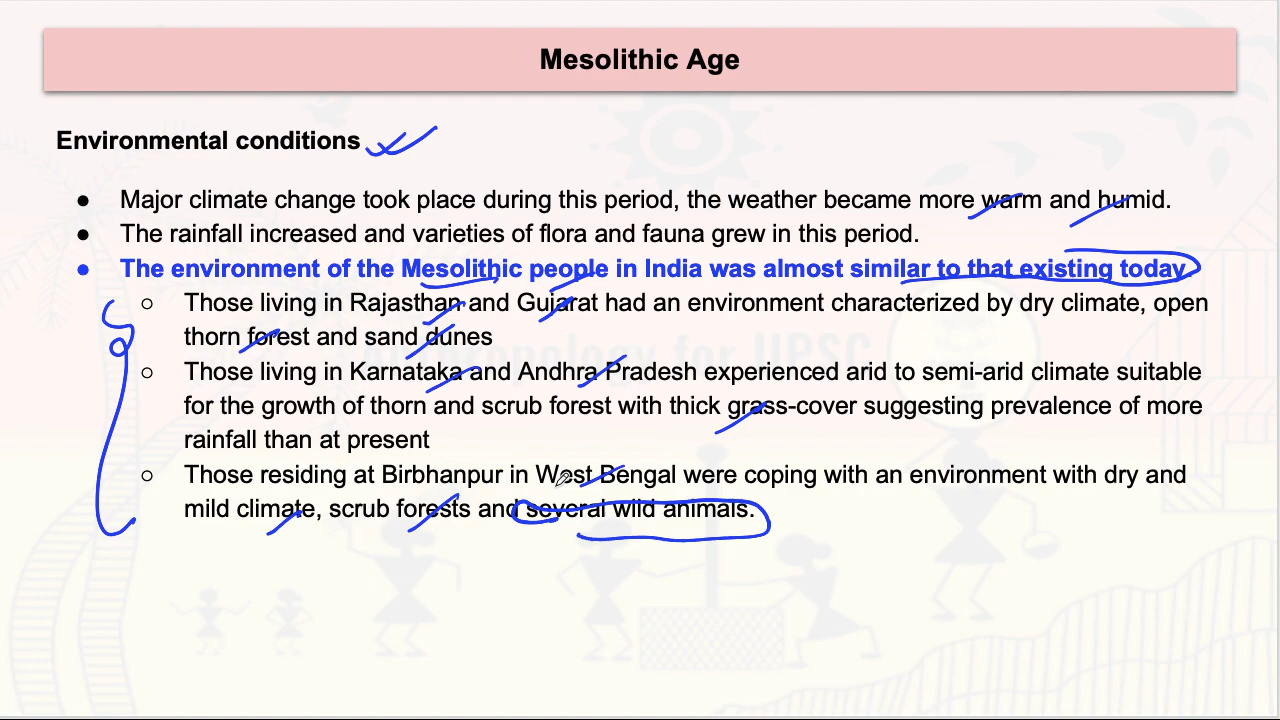 Mesolithic Age
Environmental conditions
● Major climate change took place during this period, the weather became more warm and humid.
● The rainfall increased and varieties of flora and fauna grew in this period.
● The environment of the Mesolithic people in India was almost similar to that existing today.
○ Those living in Rajasthan and Gujarat had an environment characterized by dry climate, open
thorn forest and sand dunes
○ Those living in Karnataka and Andhra Pradesh experienced arid to semi-arid climate suitable
for the growth of thorn and scrub forest with thick grass-cover suggesting prevalence of more
rainfall than at present
○ Those residing at Birbhanpur in West Bengal were coping with an environment with dry and
mild climate, scrub forests and several wild animals.